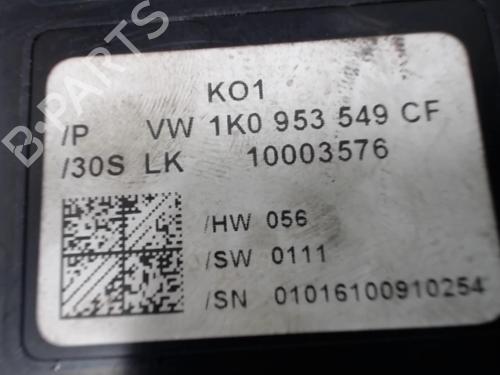 KO1
/P VW 1K0 953 549 CF
/30S LK 10003576
/HW 056
/SW 0111
/SN 01016100910254
B-PARTS